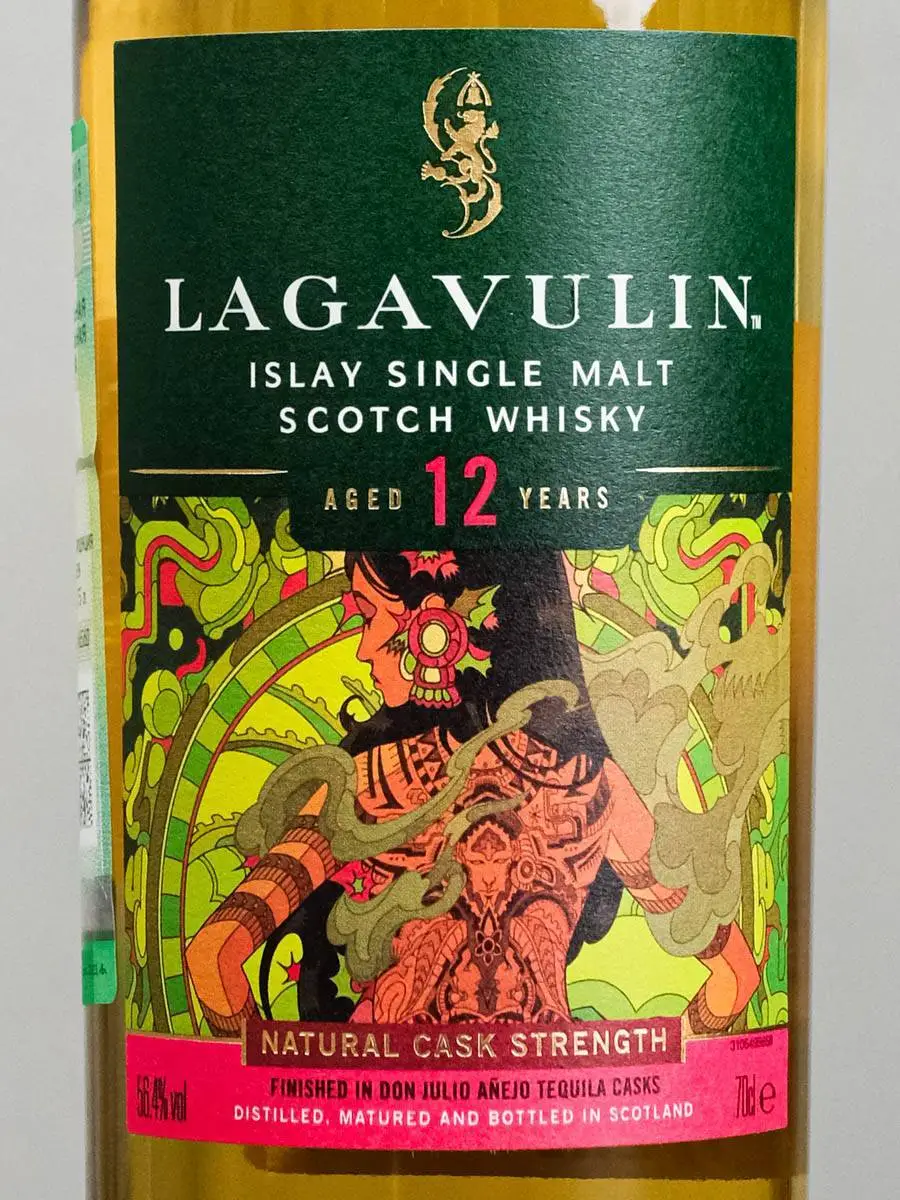 LAGAVULIN™
ISLAY SINGLE MALT
SCOTCH WHISKY
AGED 12 YEARS
NATURAL CASK STRENGTH
56.4% vol
FINISHED IN DON JULIO AÑEJO TEQUILA CASKS
DISTILLED, MATURED AND BOTTLED IN SCOTLAND
70cl e